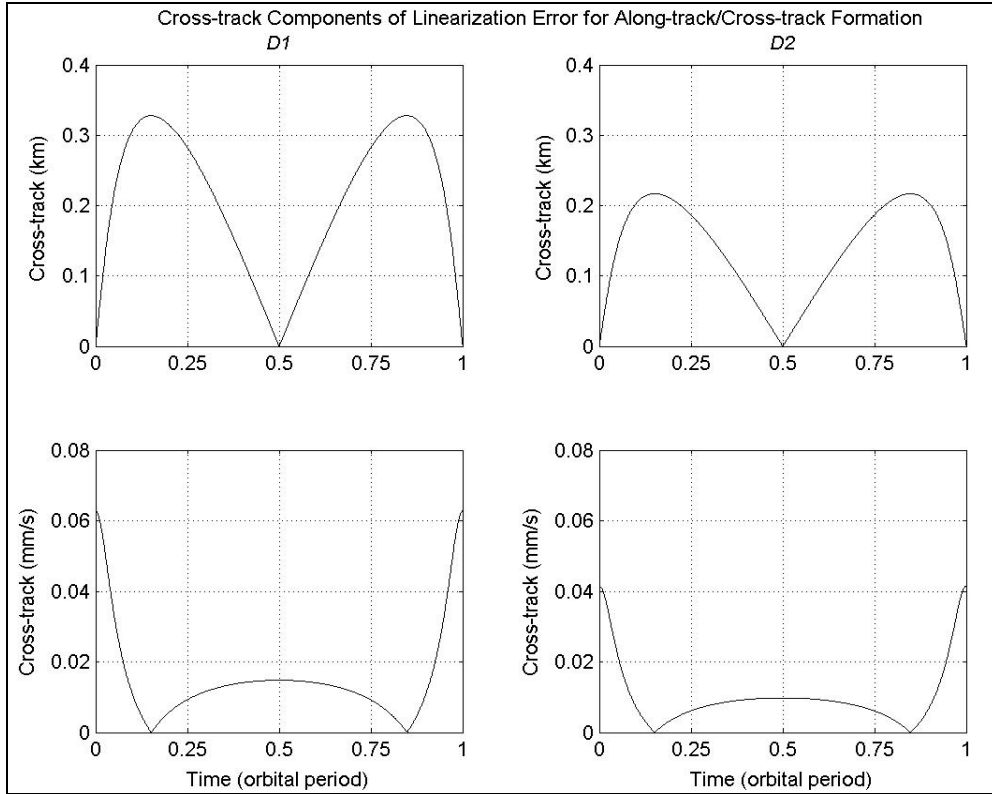 Cross-track Components of Linearization Error for Along-track/Cross-track Formation
D1
D2
Cross-track (km)
0.4
0.3
0.2
0.1
0
0 0.25 0.5 0.75 1
Cross-track (km)
0.4
0.3
0.2
0.1
0
0 0.25 0.5 0.75 1
Cross-track (mm/s)
0.08
0.06
0.04
0.02
0
0 0.25 0.5 0.75 1
Time (orbital period)
Cross-track (mm/s)
0.08
0.06
0.04
0.02
0
0 0.25 0.5 0.75 1
Time (orbital period)